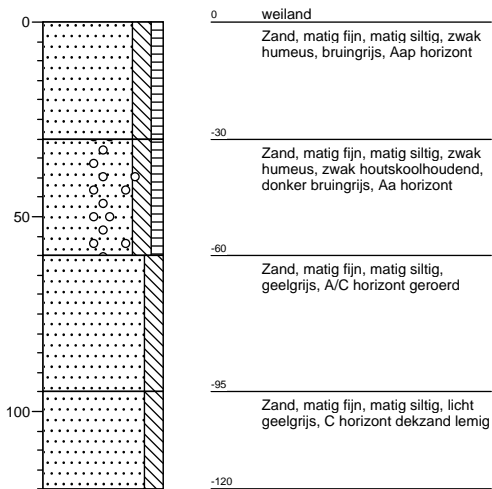 0
0 weiland
Zand, matig fijn, matig siltig, zwak
humeus, bruingrijs, Aap horizont
-30
Zand, matig fijn, matig siltig, zwak
humeus, zwak houtskoolhoudend,
donker bruingrijs, Aa horizont
50
-60
Zand, matig fijn, matig siltig,
geelgrijs, A/C horizont geroerd
-95
100
Zand, matig fijn, matig siltig, licht
geelgrijs, C horizont dekzand lemig
-120